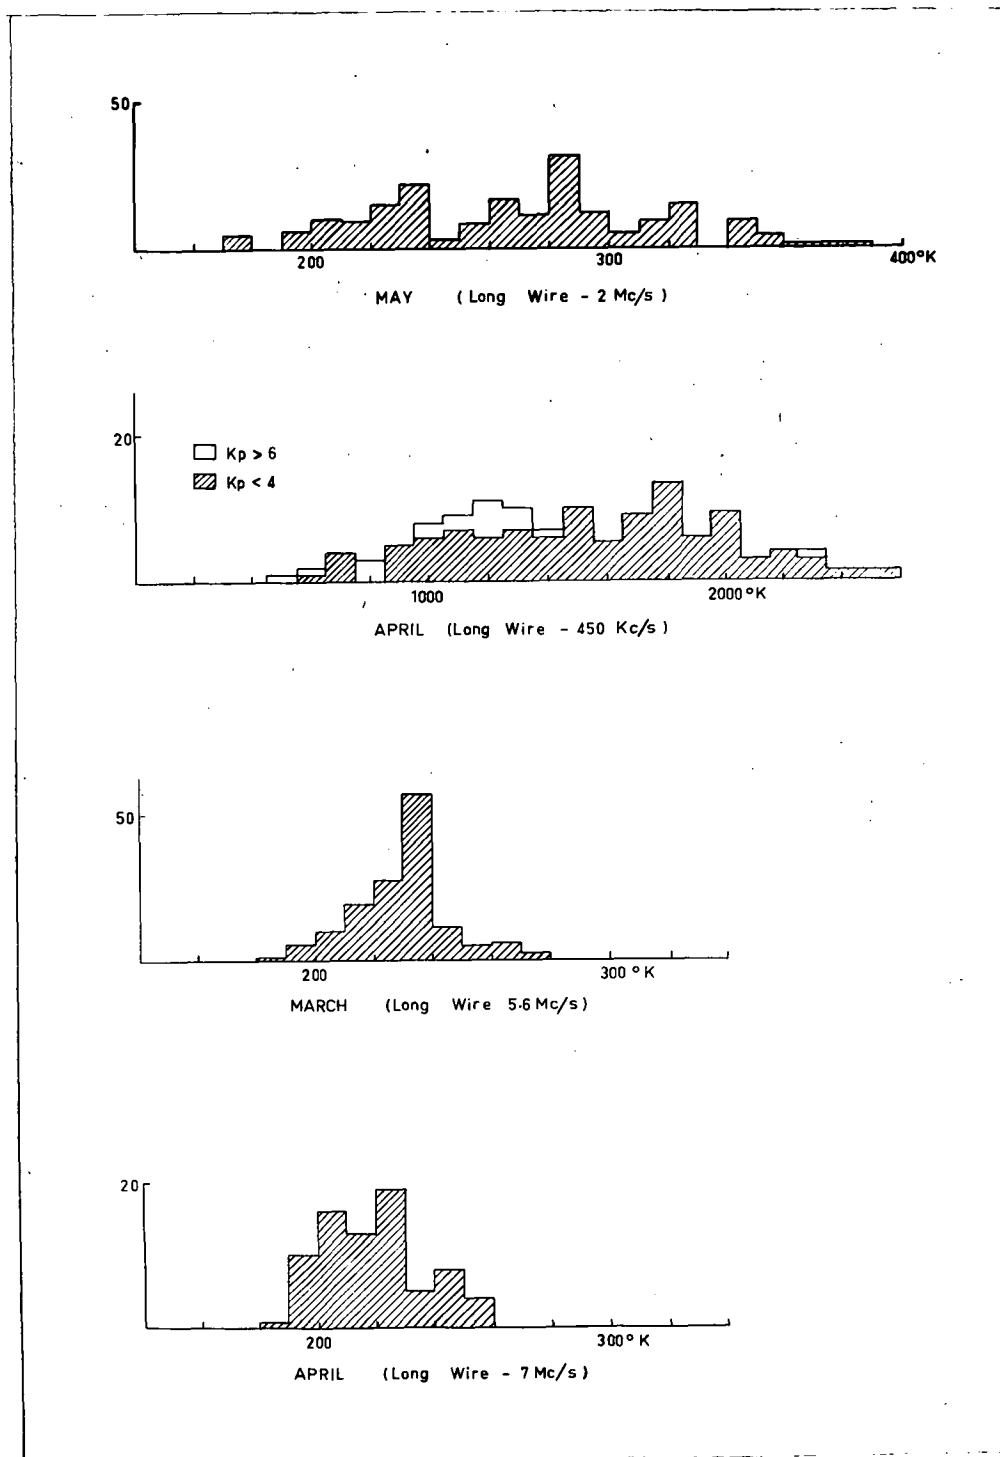 50
200 300 400°K
MAY (Long Wire - 2 Mc/s)
20
Kp > 6
Kp < 4
1000 2000°K
APRIL (Long Wire - 450 Kc/s)
50
200 300°K
MARCH (Long Wire 5.6 Mc/s)
20
200 300°K
APRIL (Long Wire - 7 Mc/s)